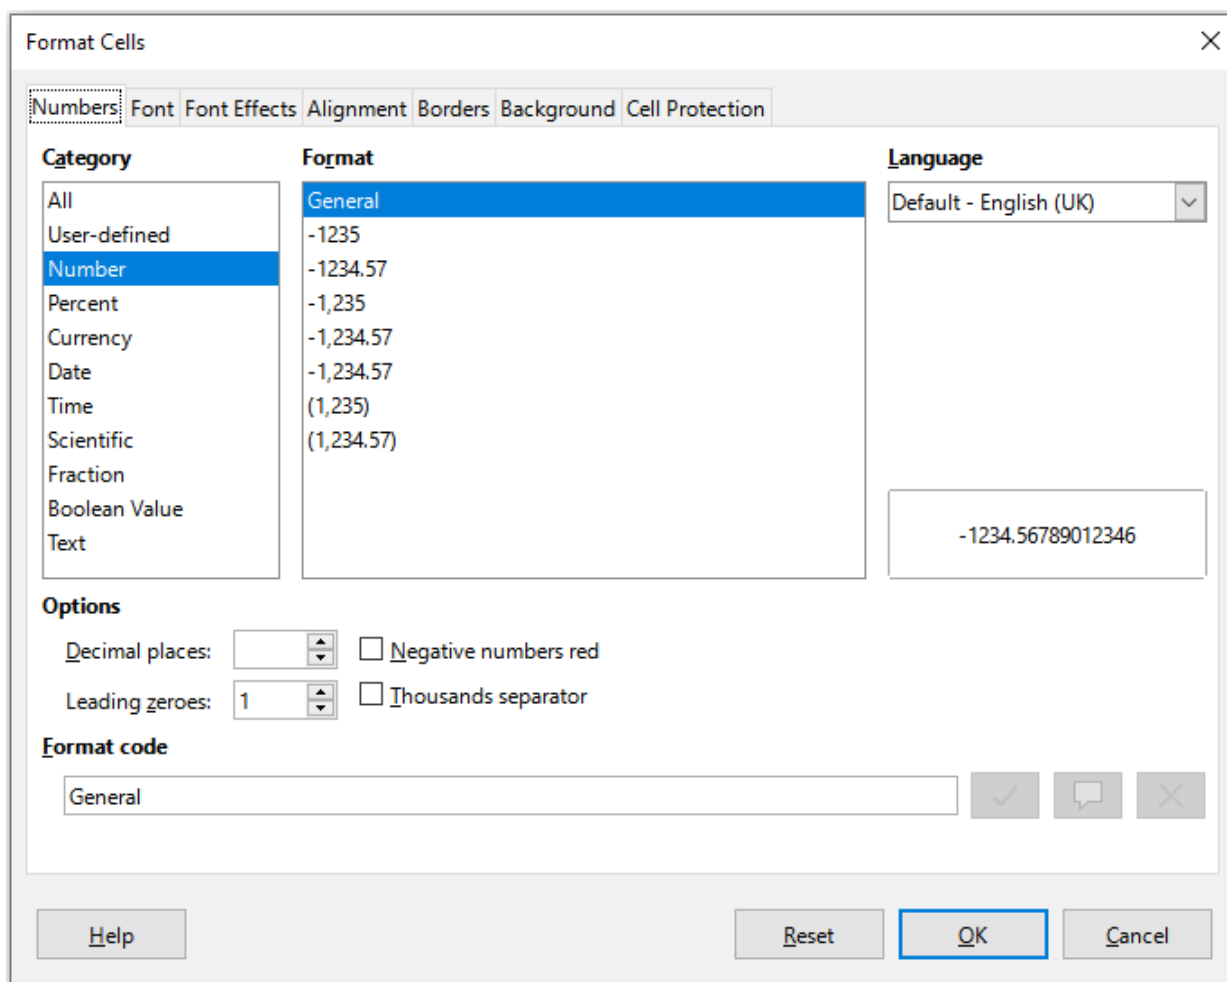 Format Cells
Numbers Font Font Effects Alignment Borders Background Cell Protection
Category
All
User-defined
Number
Percent
Currency
Date
Time
Scientific
Fraction
Boolean Value
Text
Format
General
-1235
-1234.57
-1,235
-1,234.57
-1,234.57
(1,235)
(1,234.57)
Language
Default - English (UK)
-1234.56789012346
Options
Decimal places:
Negative numbers red
Leading zeroes: 1
Thousands separator
Format code
General
Help Reset OK Cancel